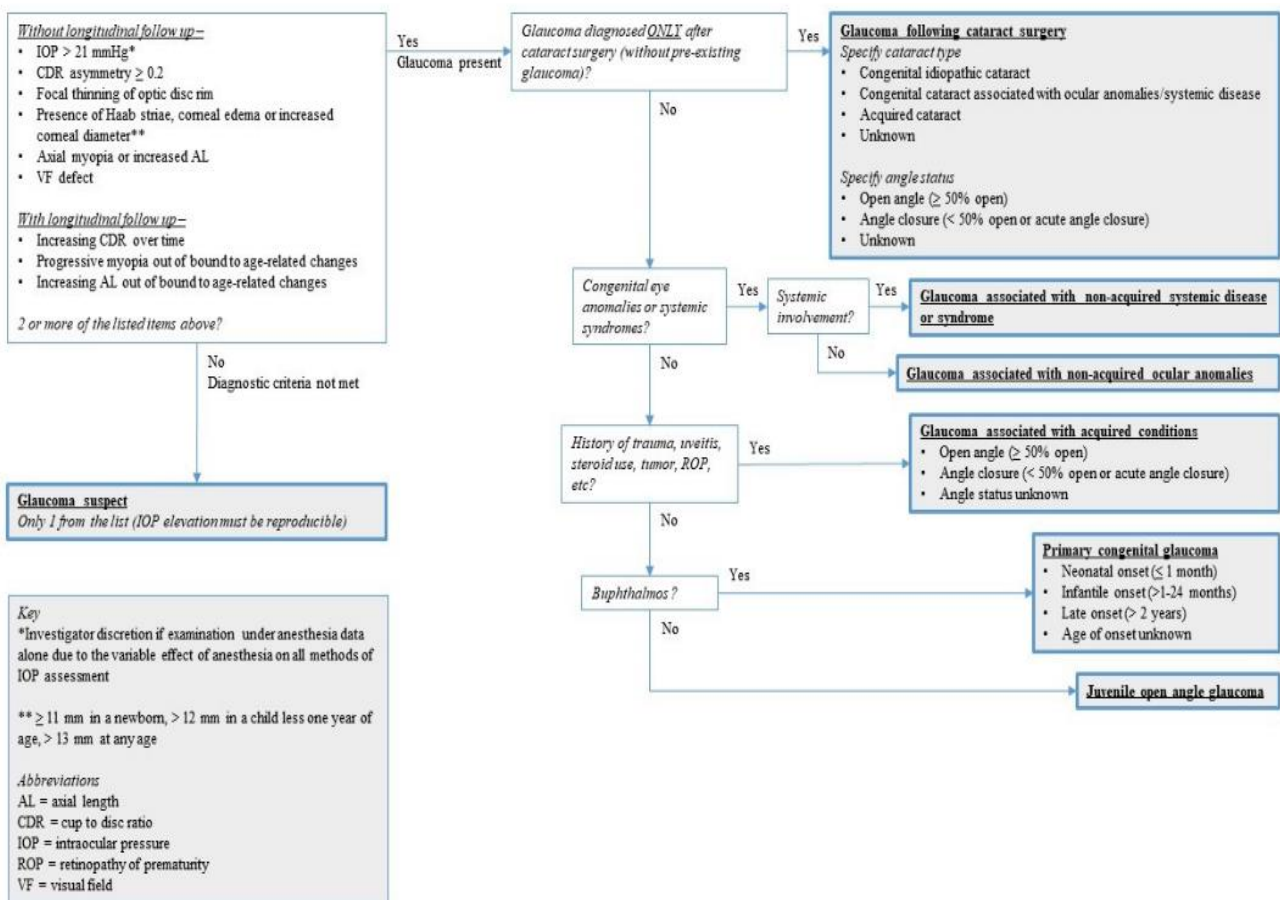 Without longitudinal follow up –
• IOP > 21 mmHg*
• CDR asymmetry ≥ 0.2
• Focal thinning of optic disc rim
• Presence of Haab striae, corneal edema or increased
corneal diameter**
• Axial myopia or increased AL
• VF defect
With longitudinal follow up –
• Increasing CDR over time
• Progressive myopia out of bound to age-related changes
• Increasing AL out of bound to age-related changes
2 or more of the listed items above?
Yes
Glaucoma present
No
Diagnostic criteria not met
Glaucoma suspect
Only 1 from the list (IOP elevation must be reproducible)
Glaucoma diagnosed ONLY after
cataract surgery (without pre-existing
glaucoma)?
Yes
No
Glaucoma following cataract surgery
Specify cataract type
• Congenital idiopathic cataract
• Congenital cataract associated with ocular anomalies/systemic disease
• Acquired cataract
• Unknown
Specify angle status
• Open angle (≥ 50% open)
• Angle closure (< 50% open or acute angle closure)
• Unknown
Congenital eye
anomalies or systemic
syndromes?
Yes
No
Systemic
involvement?
Yes
No
Glaucoma associated with non-acquired systemic disease
or syndrome
Glaucoma associated with non-acquired ocular anomalies
History of trauma, uveitis,
steroid use, tumor, ROP,
etc?
Yes
No
Glaucoma associated with acquired conditions
• Open angle (≥ 50% open)
• Angle closure (< 50% open or acute angle closure)
• Angle status unknown
Buphthalmos?
Yes
No
Primary congenital glaucoma
• Neonatal onset (≤ 1 month)
• Infantile onset (>1-24 months)
• Late onset (> 2 years)
• Age of onset unknown
Juvenile open angle glaucoma
Key
*Investigator discretion if examination under anesthesia data
alone due to the variable effect of anesthesia on all methods of
IOP assessment
** ≥ 11 mm in a newborn, > 12 mm in a child less one year of
age, > 13 mm at any age
Abbreviations
AL = axial length
CDR = cup to disc ratio
IOP = intraocular pressure
ROP = retinopathy of prematurity
VF = visual field